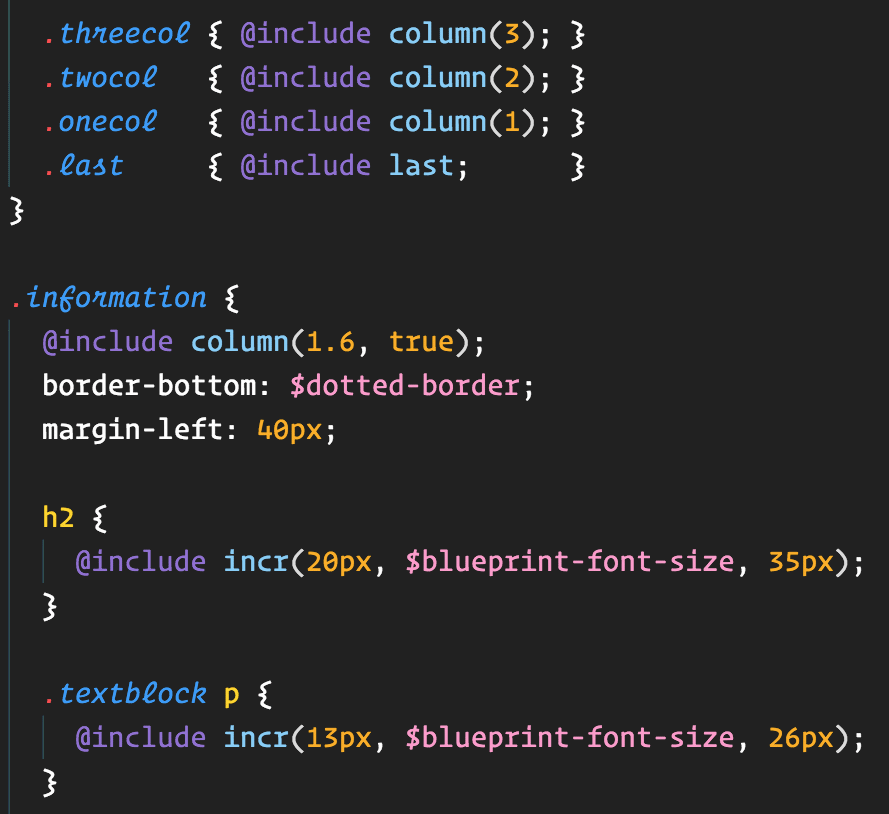 .threecol { @include column(3); }
.twocol   { @include column(2); }
.onecol   { @include column(1); }
.last     { @include last;      }
}
.information {
@include column(1.6, true);
border-bottom: $dotted-border;
margin-left: 40px;
h2 {
@include incr(20px, $blueprint-font-size, 35px);
}
.textblock p {
@include incr(13px, $blueprint-font-size, 26px);
}